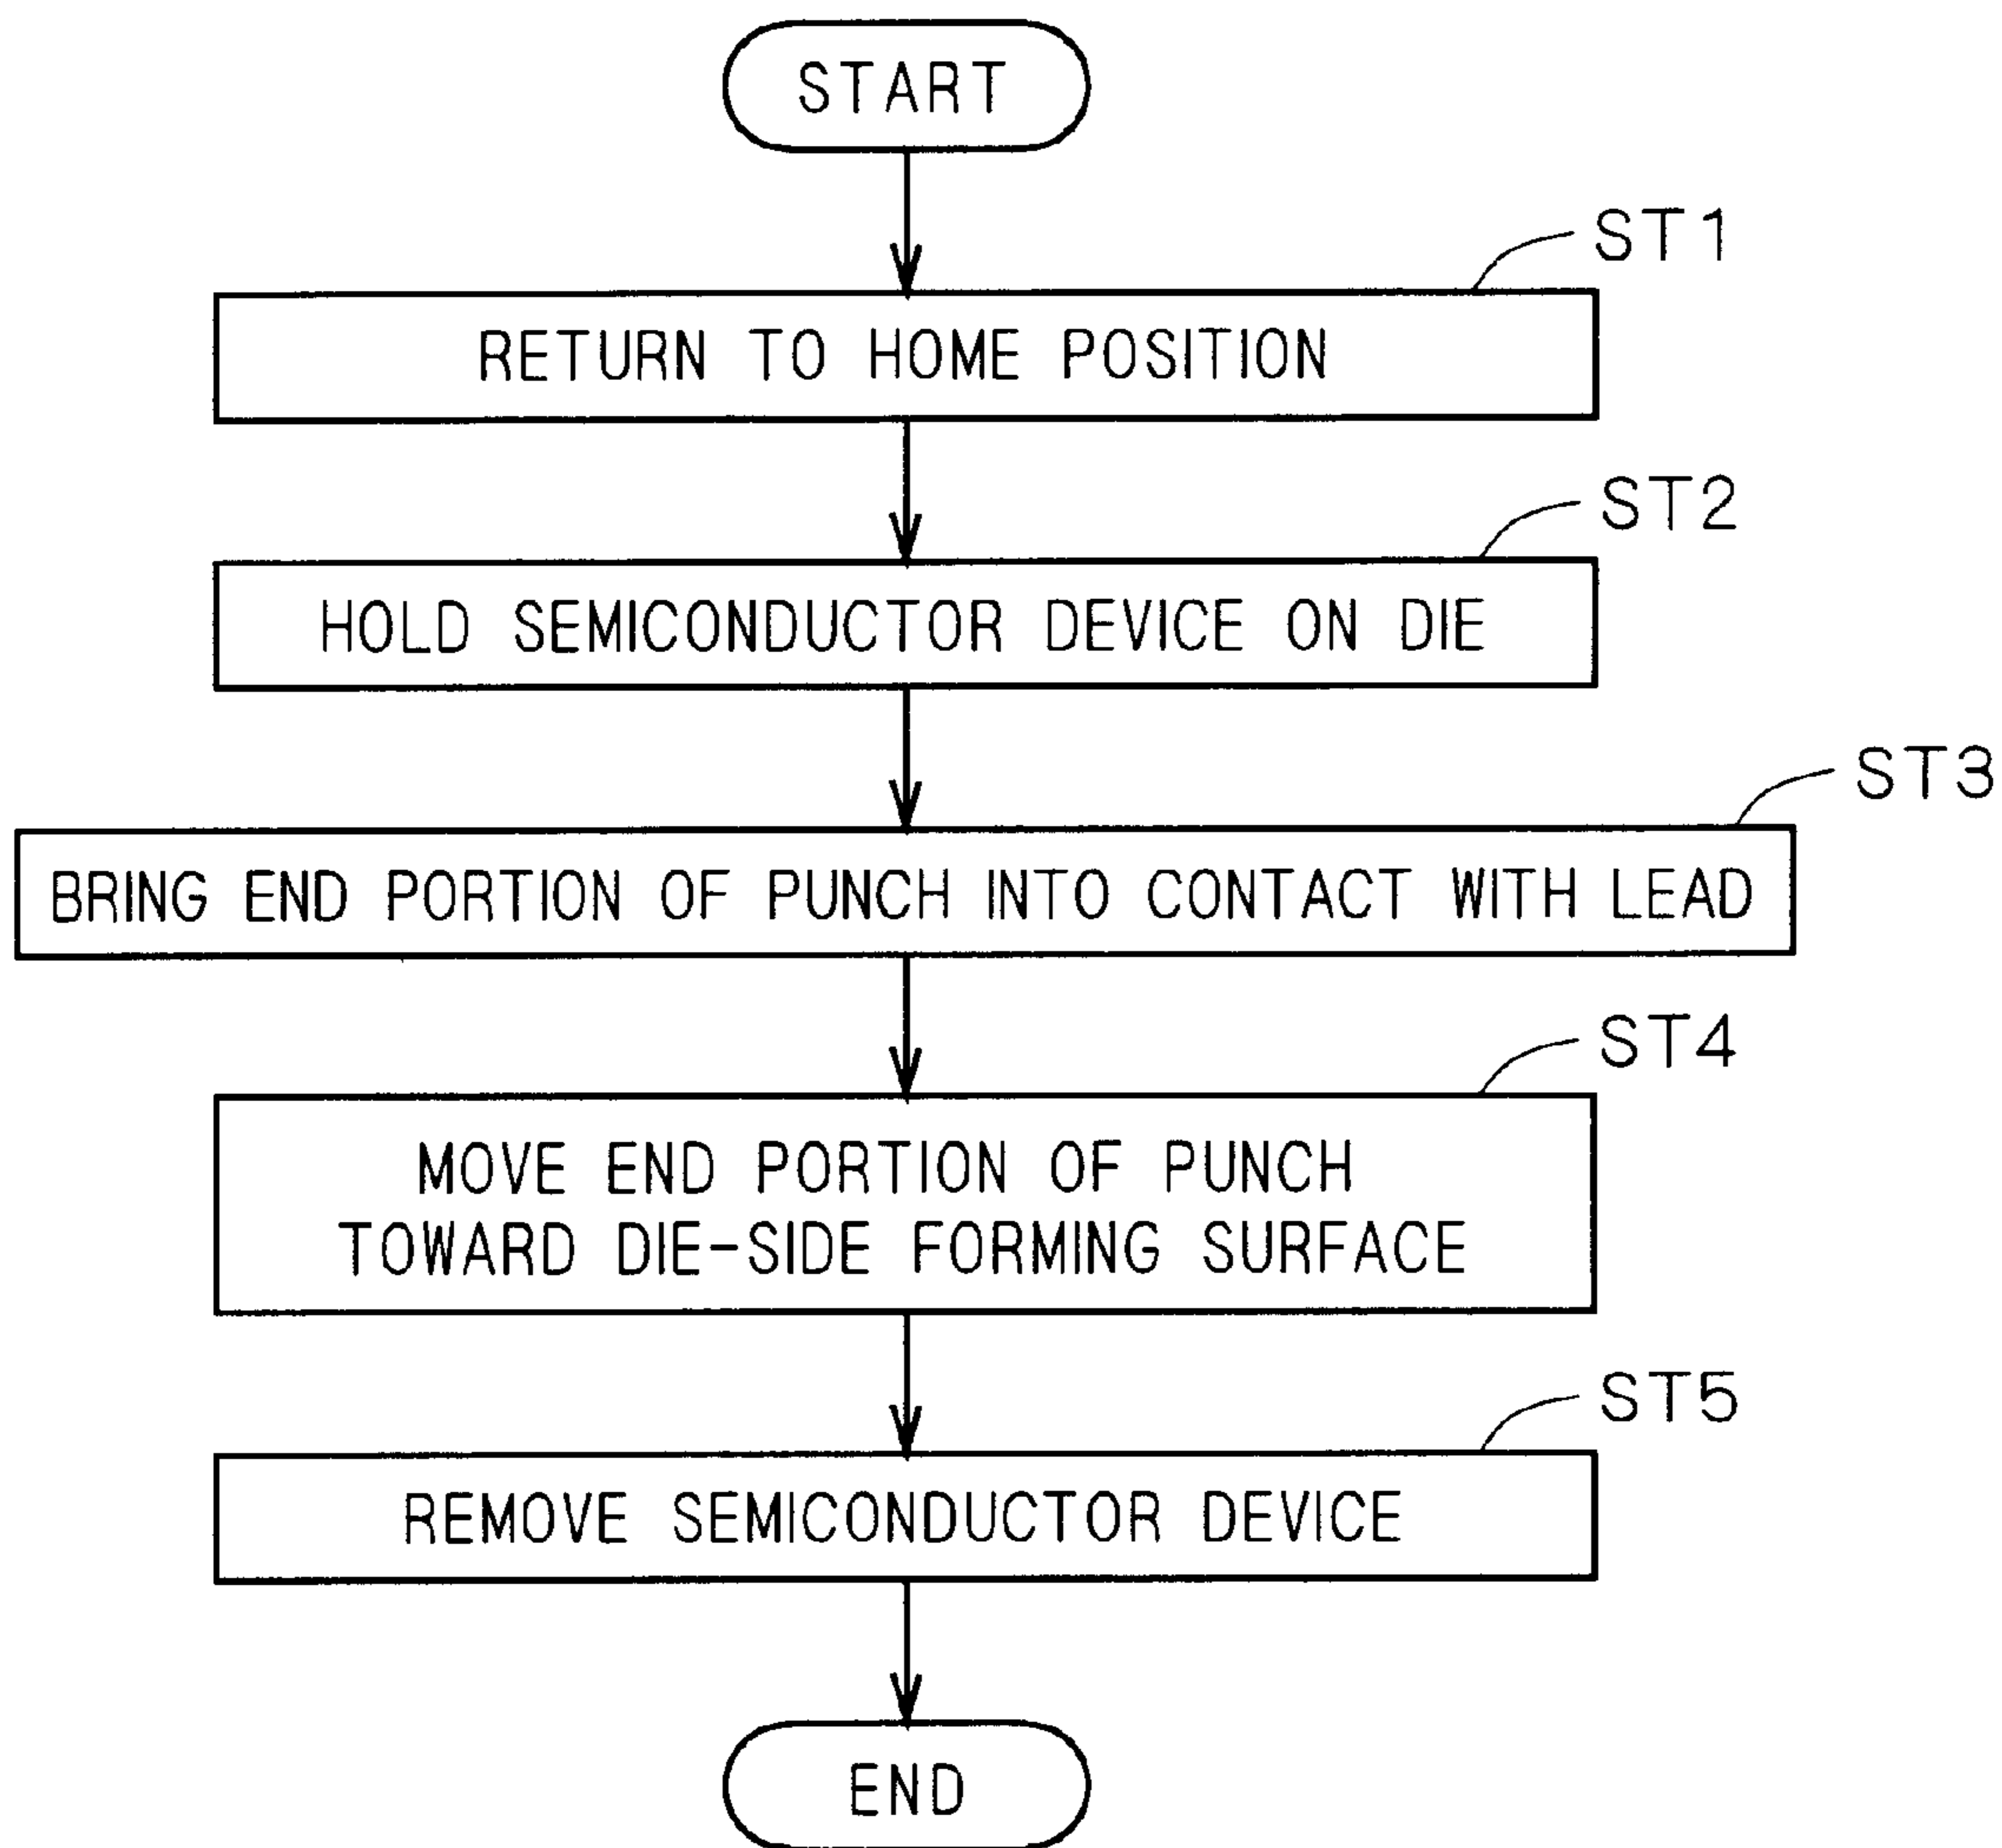 START
ST1
RETURN TO HOME POSITION
ST2
HOLD SEMICONDUCTOR DEVICE ON DIE
ST3
BRING END PORTION OF PUNCH INTO CONTACT WITH LEAD
ST4
MOVE END PORTION OF PUNCH
TOWARD DIE-SIDE FORMING SURFACE
ST5
REMOVE SEMICONDUCTOR DEVICE
END